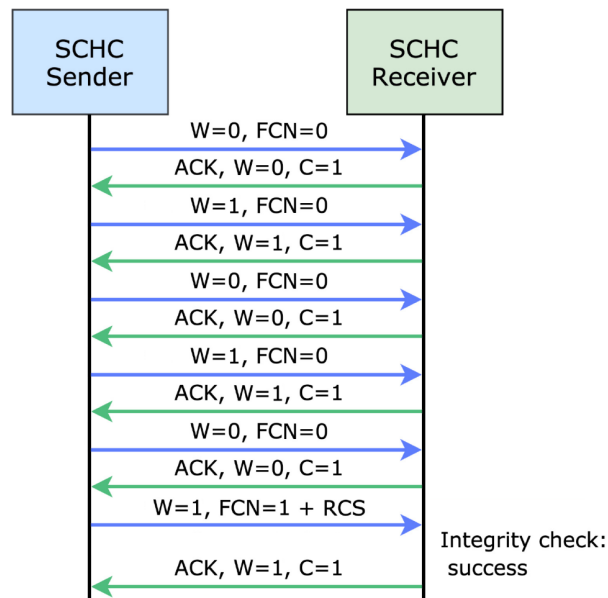 SCHC
Sender
SCHC
Receiver
W=0, FCN=0
ACK, W=0, C=1
W=1, FCN=0
ACK, W=1, C=1
W=0, FCN=0
ACK, W=0, C=1
W=1, FCN=0
ACK, W=1, C=1
W=0, FCN=0
ACK, W=0, C=1
W=1, FCN=1 + RCS
Integrity check:
success
ACK, W=1, C=1